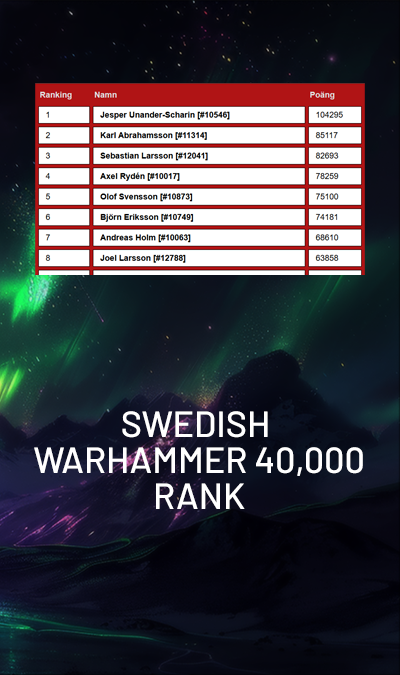 Ranking Namn Poäng
1 Jesper Unander-Scharin [#10546] 104295
2 Karl Abrahamsson [#11314] 85117
3 Sebastian Larsson [#12041] 82693
4 Axel Rydén [#10017] 78259
5 Olof Svensson [#10873] 75100
6 Björn Eriksson [#10749] 74181
7 Andreas Holm [#10063] 68610
8 Joel Larsson [#12788] 63858
SWEDISH
WARHAMMER 40,000
RANK